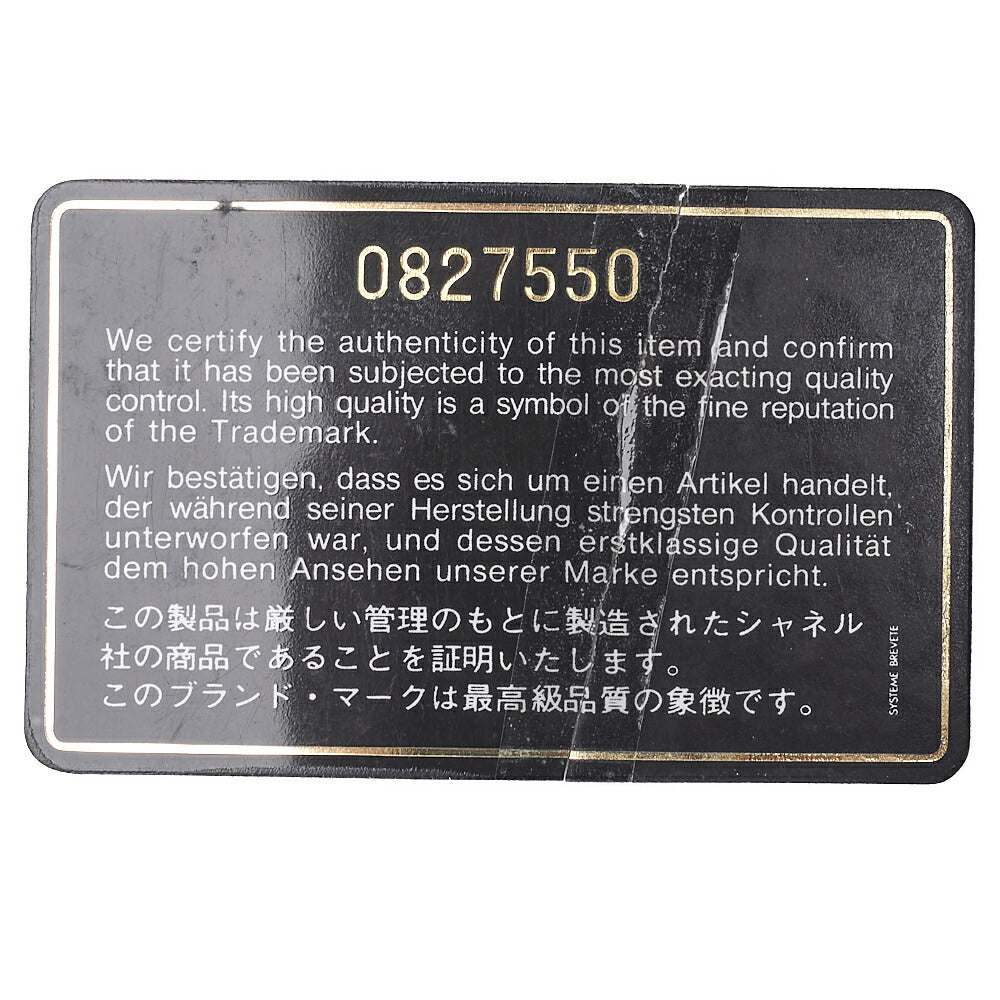 0827550
We certify the authenticity of this item and confirm
that it has been subjected to the most exacting quality
control. Its high quality is a symbol of the fine reputation
of the Trademark.
Wir bestätigen, dass es sich um einen Artikel handelt,
der während seiner Herstellung strengsten Kontrollen
unterworfen war, und dessen erstklassige Qualität
dem hohen Ansehen unserer Marke entspricht.
この製品は厳しい管理のもとに製造されたシャネル
社の商品であることを証明いたします。
このブランド・マークは最高級品質の象徴です。
SYSTEME BREVETE